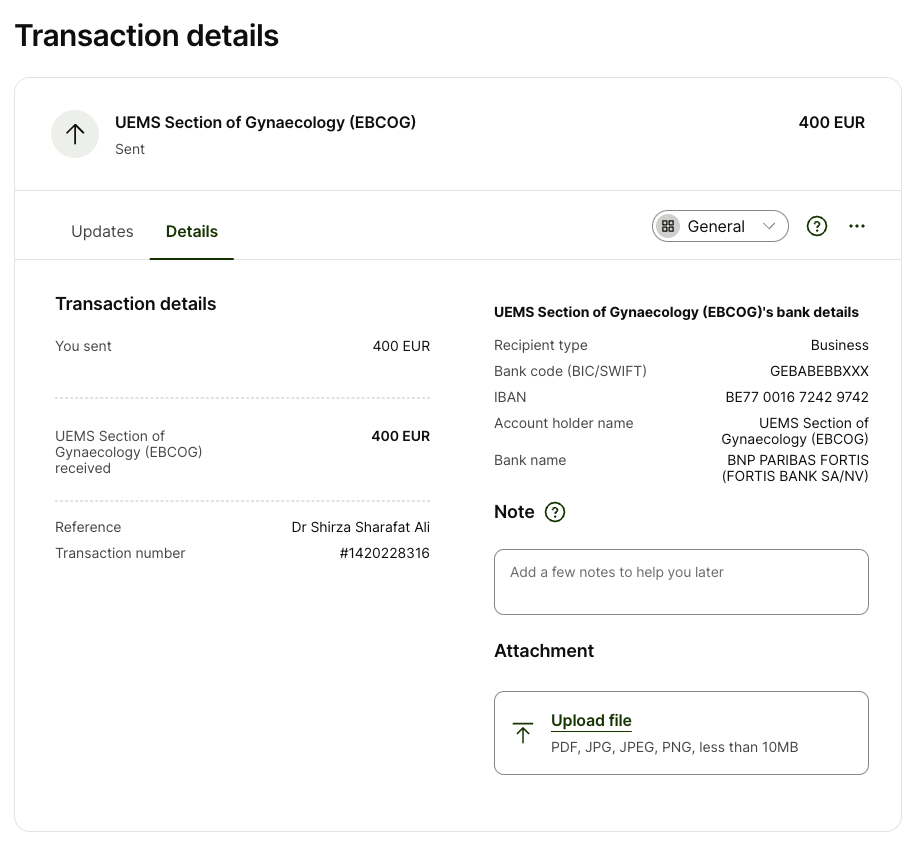 Transaction details
UEMS Section of Gynaecology (EBCOG)
400 EUR
Sent
Updates
Details
General
?
Transaction details
You sent
400 EUR
UEMS Section of
Gynaecology (EBCOG)
received
400 EUR
Reference
Dr Shirza Sharafat Ali
Transaction number
#1420228316
UEMS Section of Gynaecology (EBCOG)'s bank details
Recipient type
Business
Bank code (BIC/SWIFT)
GEBABEBBXXX
IBAN
BE77 0016 7242 9742
Account holder name
UEMS Section of
Gynaecology (EBCOG)
Bank name
BNP PARIBAS FORTIS
(FORTIS BANK SA/NV)
Note ?
Add a few notes to help you later
Attachment
Upload file
PDF, JPG, JPEG, PNG, less than 10MB